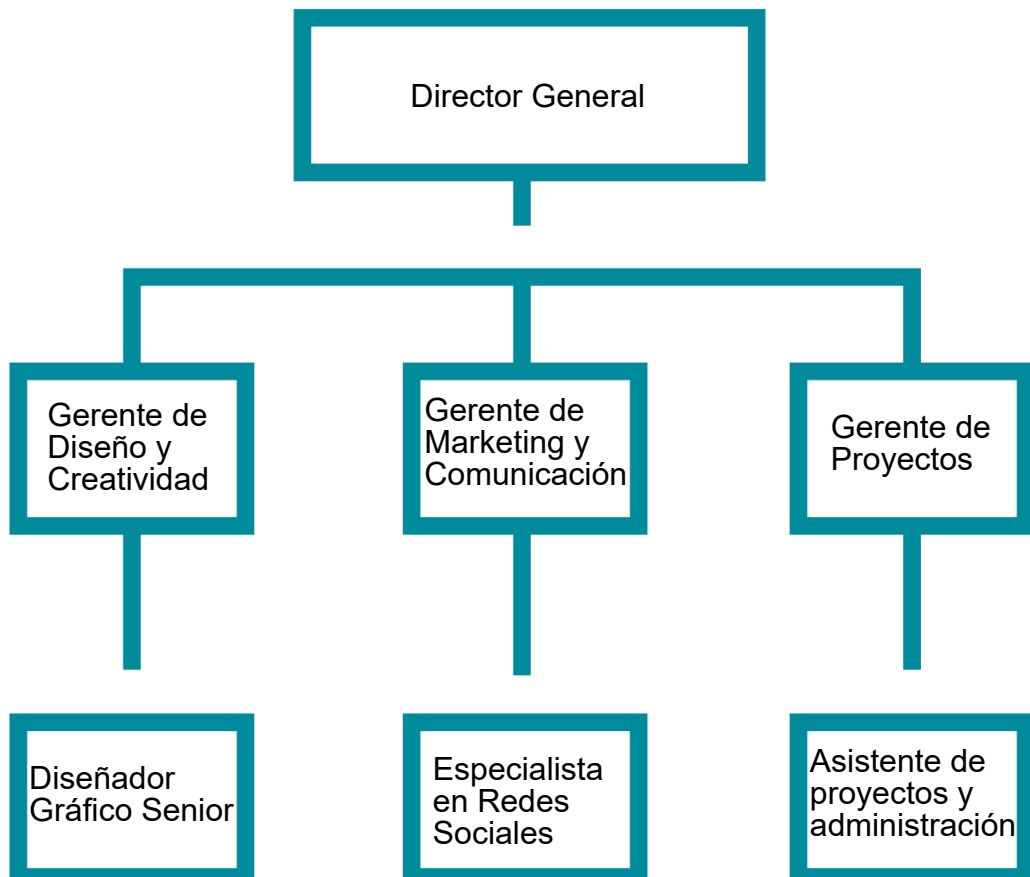 Director General
Gerente de
Diseño y
Creatividad
Gerente de
Marketing y
Comunicación
Gerente de
Proyectos
Diseñador
Gráfico Senior
Especialista
en Redes
Sociales
Asistente de
proyectos y
administración